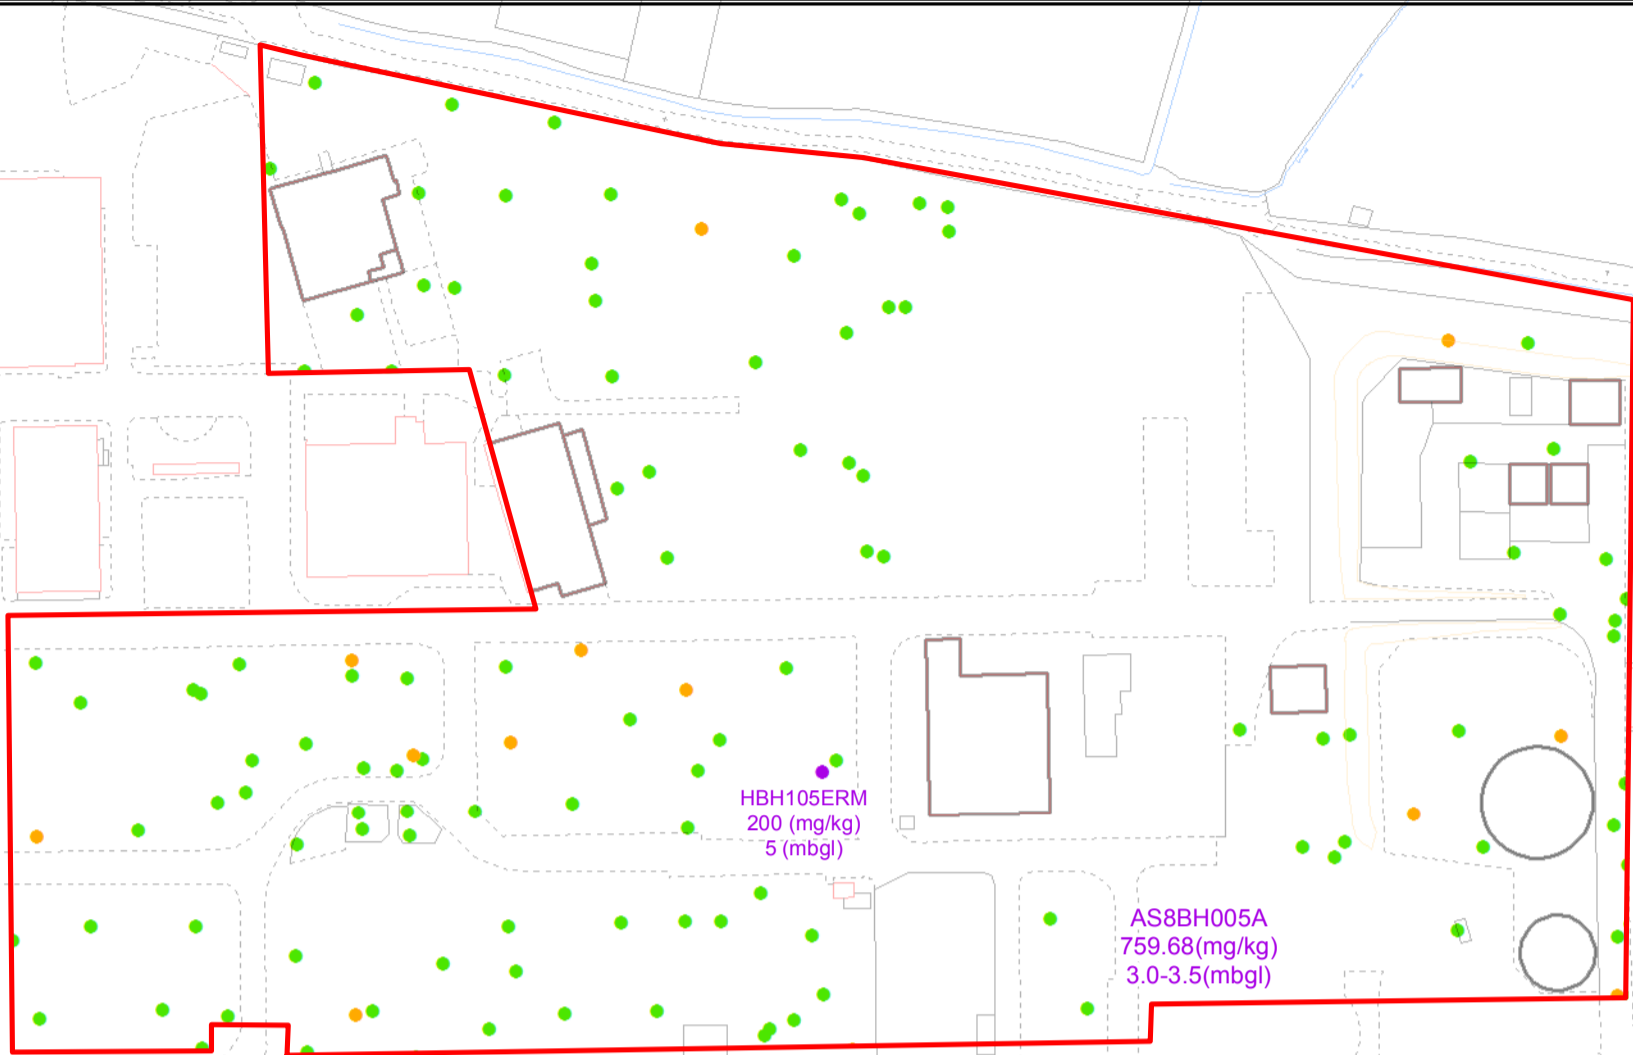 HBH105ERM
200 (mg/kg)
5 (mbgl)
AS8BH005A
759.68(mg/kg)
3.0-3.5(mbgl)